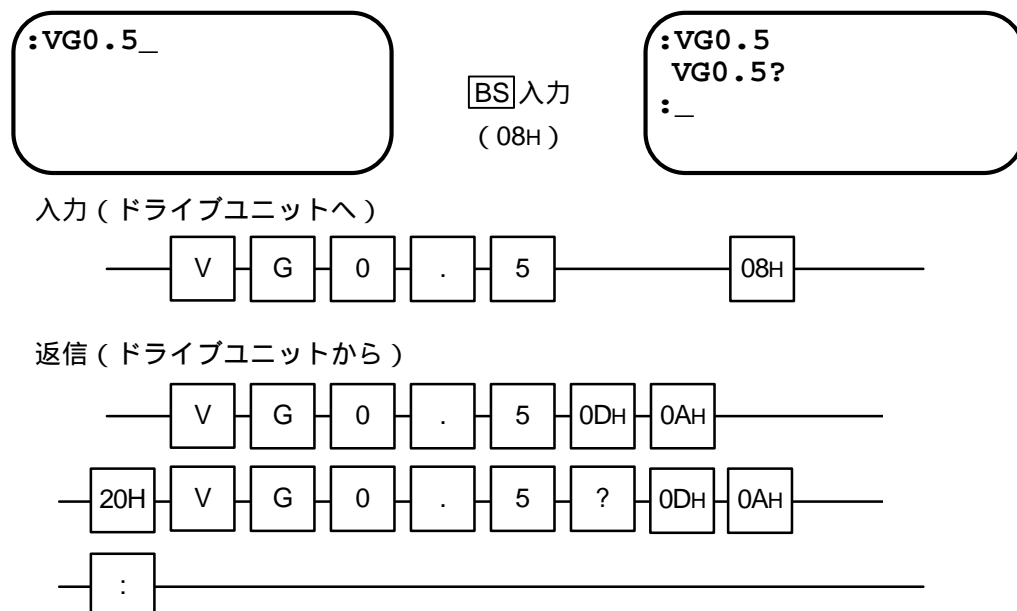 :VG0.5_
BS入力
(08H)
:VG0.5
VG0.5?
:_
入力(ドライブユニットへ)
V G 0 . 5 08H
返信(ドライブユニットから)
V G 0 . 5 0DH 0AH
20H V G 0 . 5 ? 0DH 0AH
: